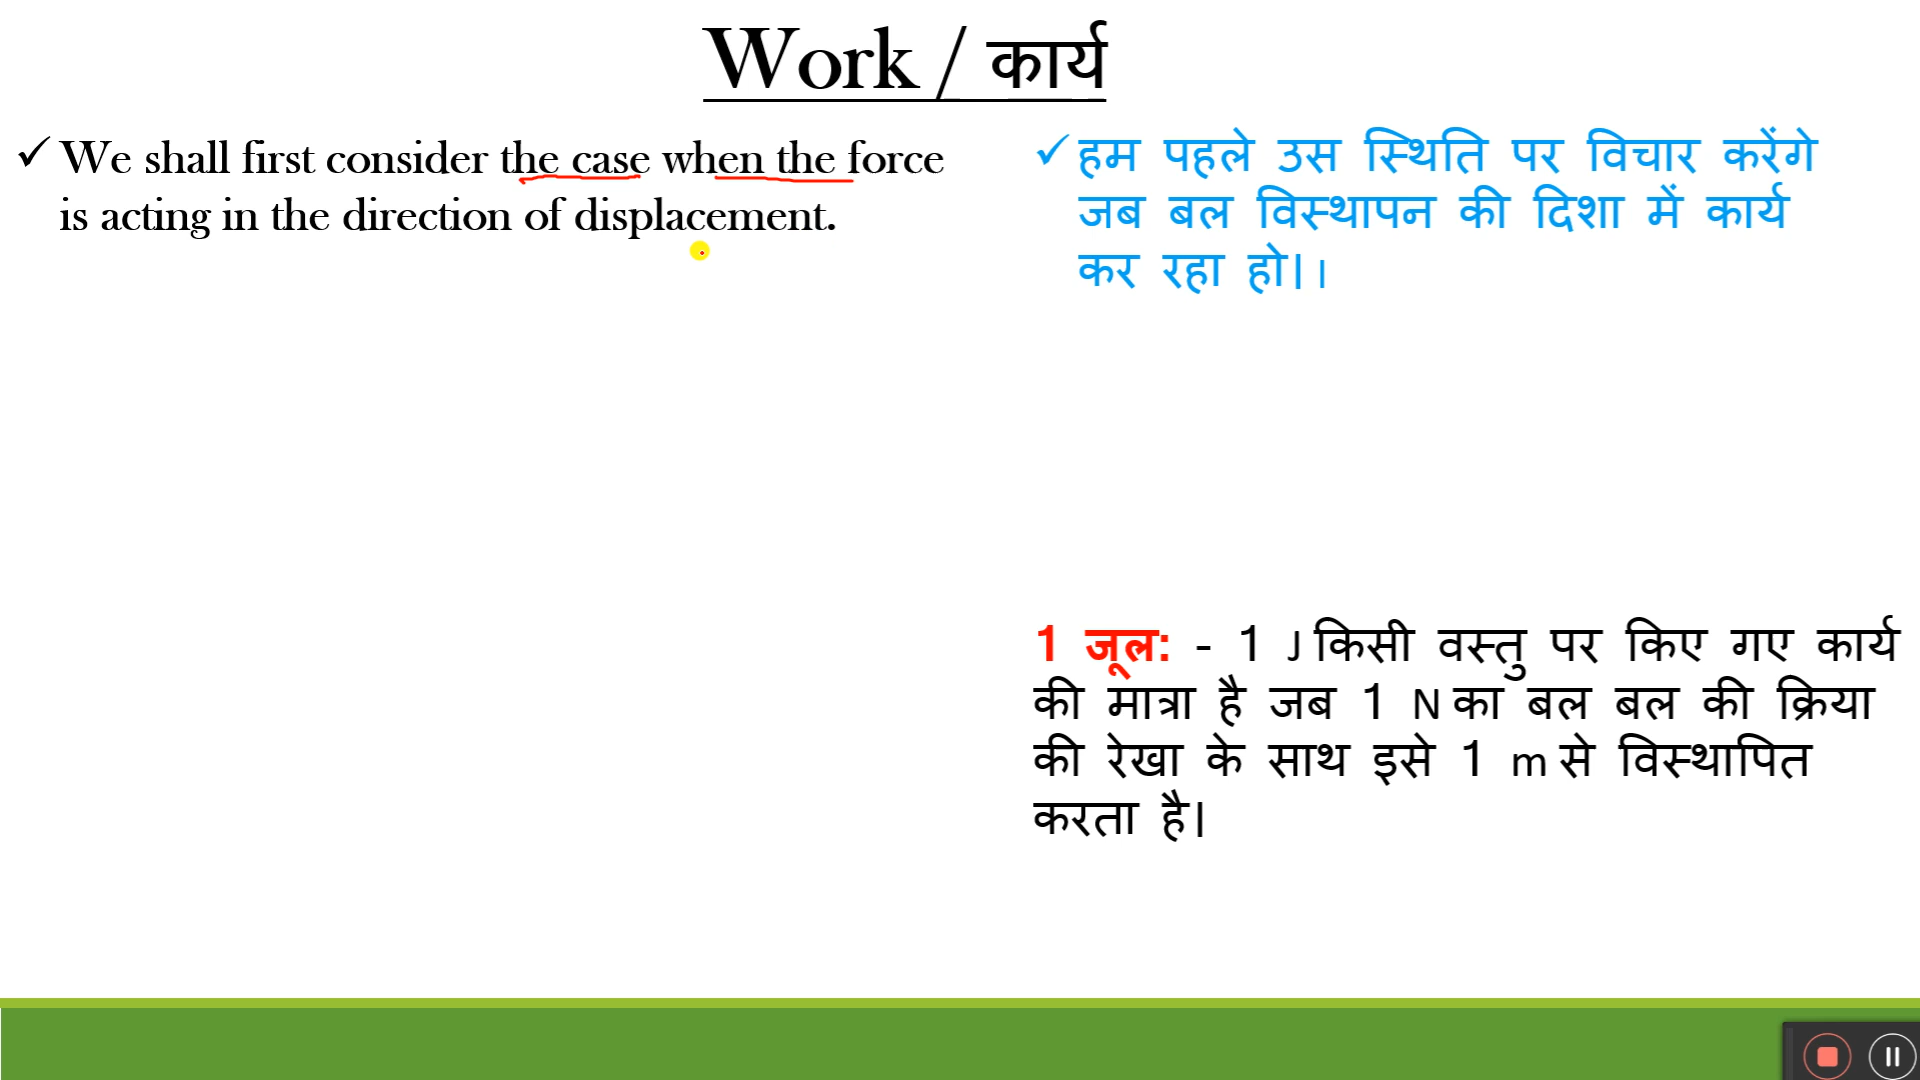 Work / कार्य
✓ We shall first consider the case when the force
is acting in the direction of displacement.
✓ हम पहले उस स्थिति पर विचार करेंगे
जब बल विस्थापन की दिशा में कार्य
कर रहा हो।।
1 जूल: - 1 J किसी वस्तु पर किए गए कार्य
की मात्रा है जब 1 N का बल बल की क्रिया
की रेखा के साथ इसे 1 m से विस्थापित
करता है।